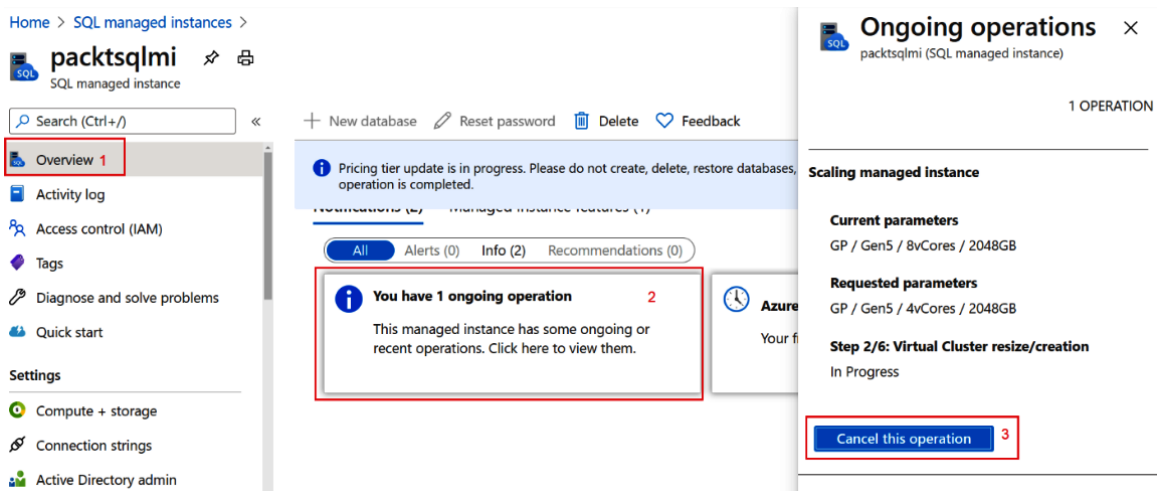 Home > SQL managed instances >
packtsqlmi
SQL managed instance
Search (Ctrl+/)
«
Overview 1
Activity log
Access control (IAM)
Tags
Diagnose and solve problems
Quick start
Settings
Compute + storage
Connection strings
Active Directory admin
+ New database Reset password Delete Feedback
Pricing tier update is in progress. Please do not create, delete, restore databases,
operation is completed.
Notifications (2) Managed instance features (1)
All Alerts (0) Info (2) Recommendations (0)
You have 1 ongoing operation 2
This managed instance has some ongoing or
recent operations. Click here to view them.
Azure
Your
Ongoing operations
packtsqlmi (SQL managed instance)
1 OPERATION
Scaling managed instance
Current parameters
GP / Gen5 / 8vCores / 2048GB
Requested parameters
GP / Gen5 / 4vCores / 2048GB
Step 2/6: Virtual Cluster resize/creation
In Progress
Cancel this operation 3